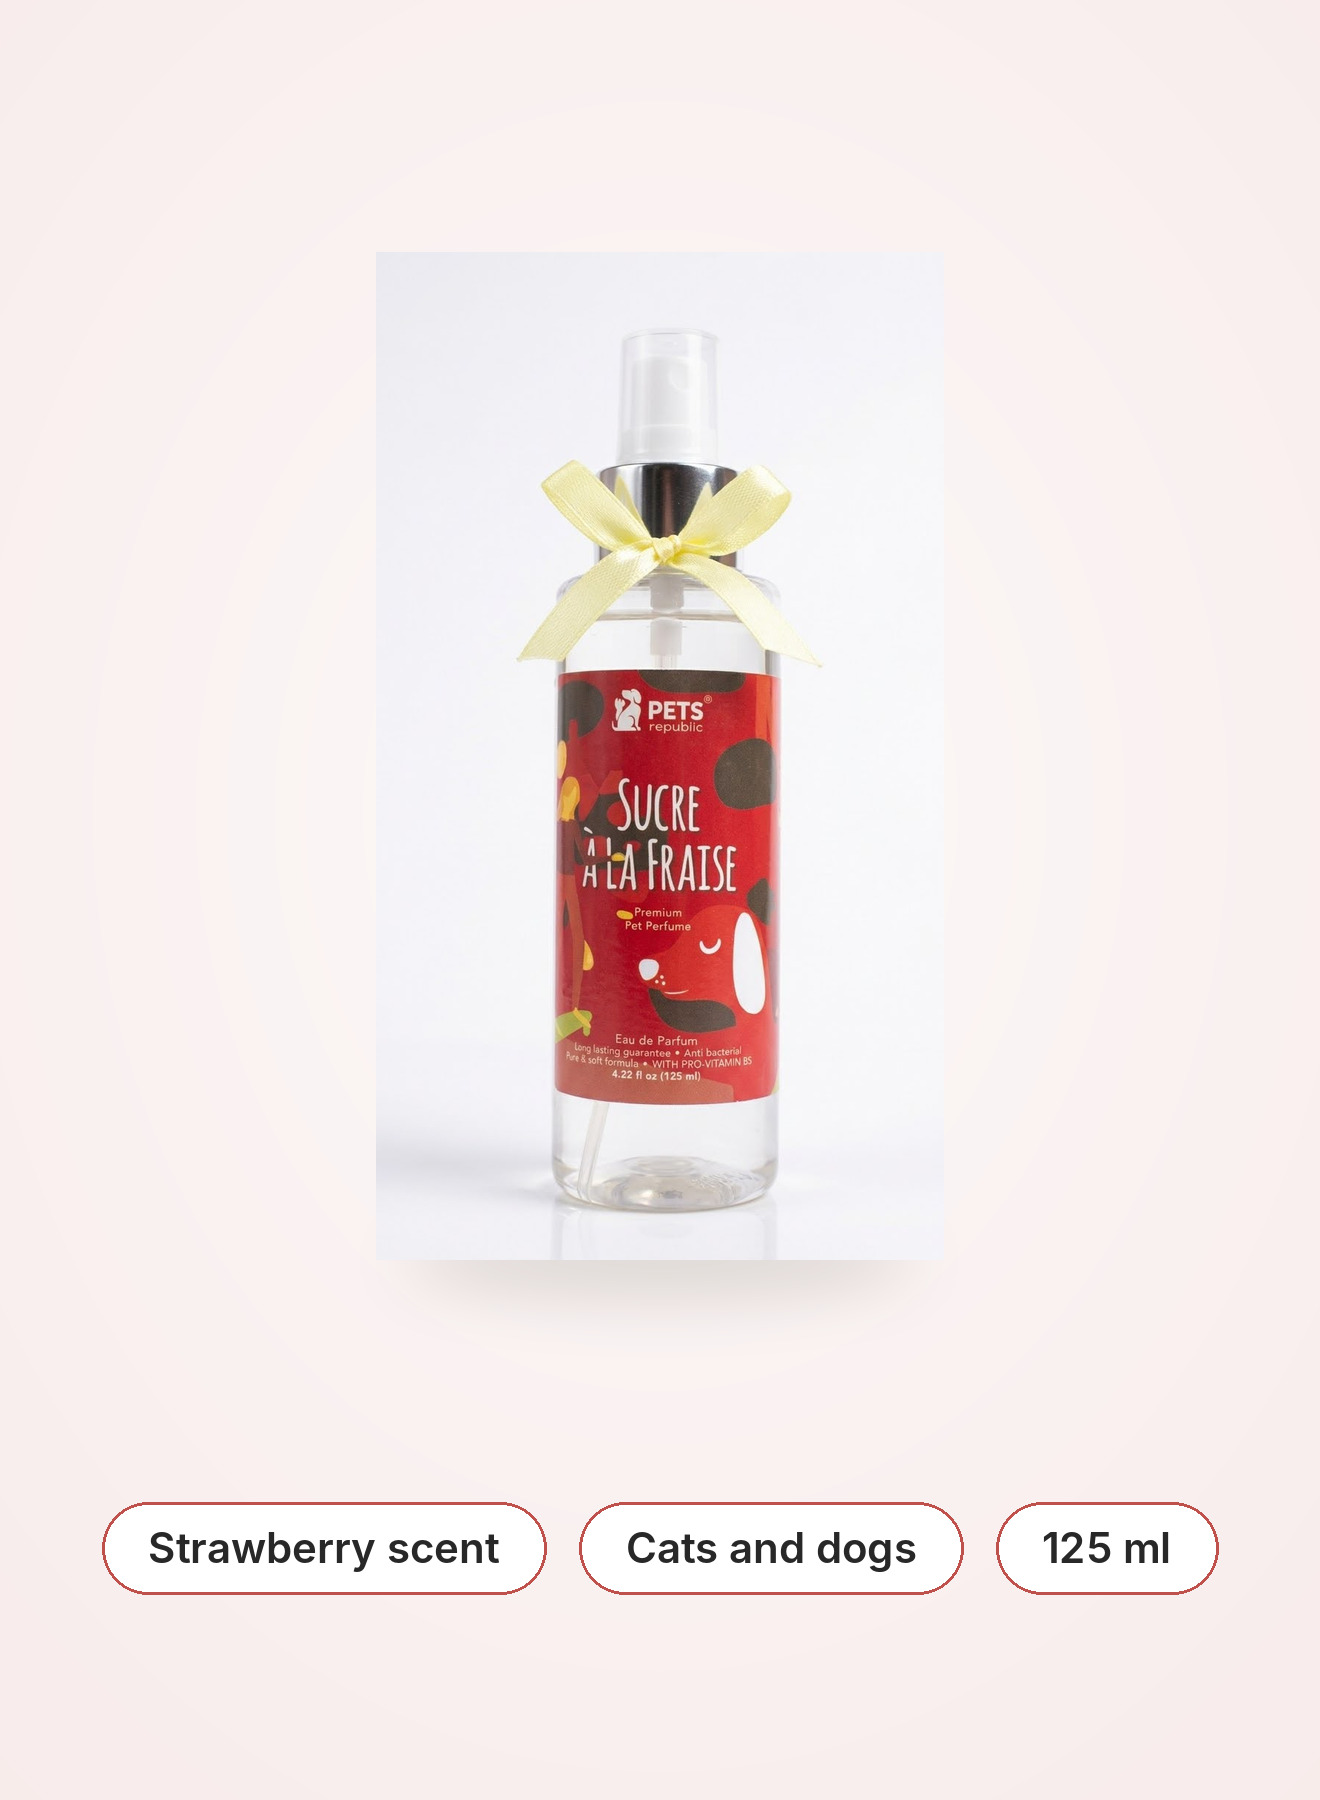 PETS®
republic
SUCRE
À LA FRAISE
Premium
Pet Perfume
Eau de Parfum
Long lasting guarantee • Anti bacterial
Pure & soft formula • WITH PRO-VITAMIN B5
4.22 fl oz (125 ml)
Strawberry scent
Cats and dogs
125 ml